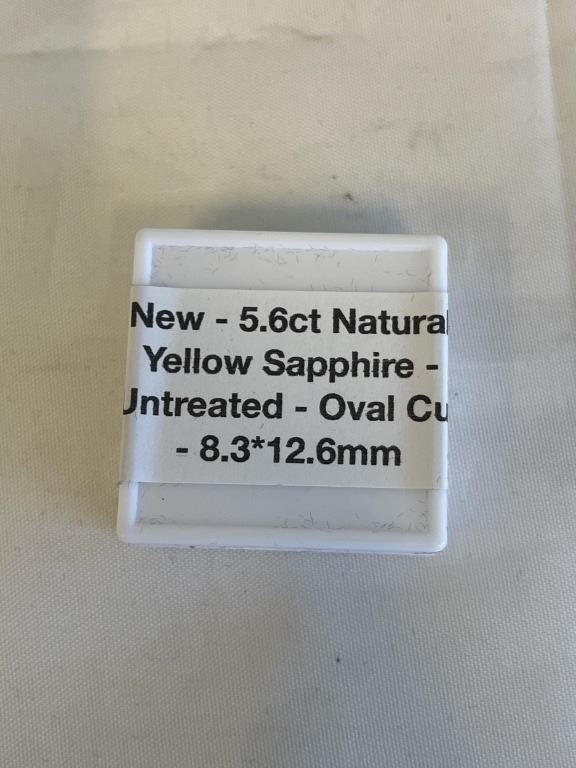 New - 5.6ct Natural
Yellow Sapphire -
Untreated - Oval Cu
- 8.3*12.6mm